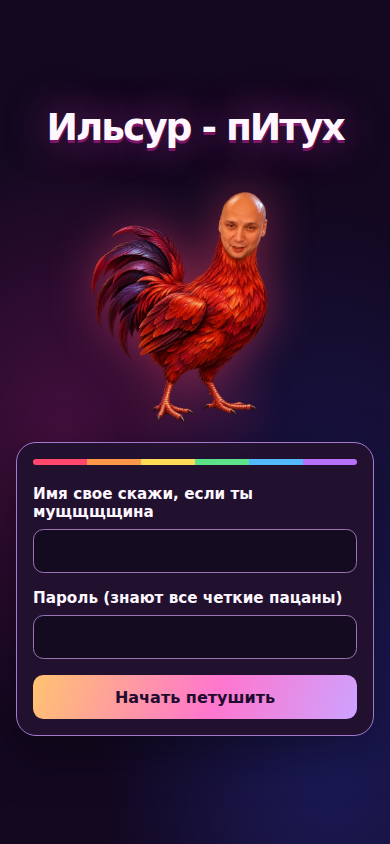 Ильсур - пИтух
Имя свое скажи, если ты
мущщщщина
Пароль (знают все четкие пацаны)
Начать петушить